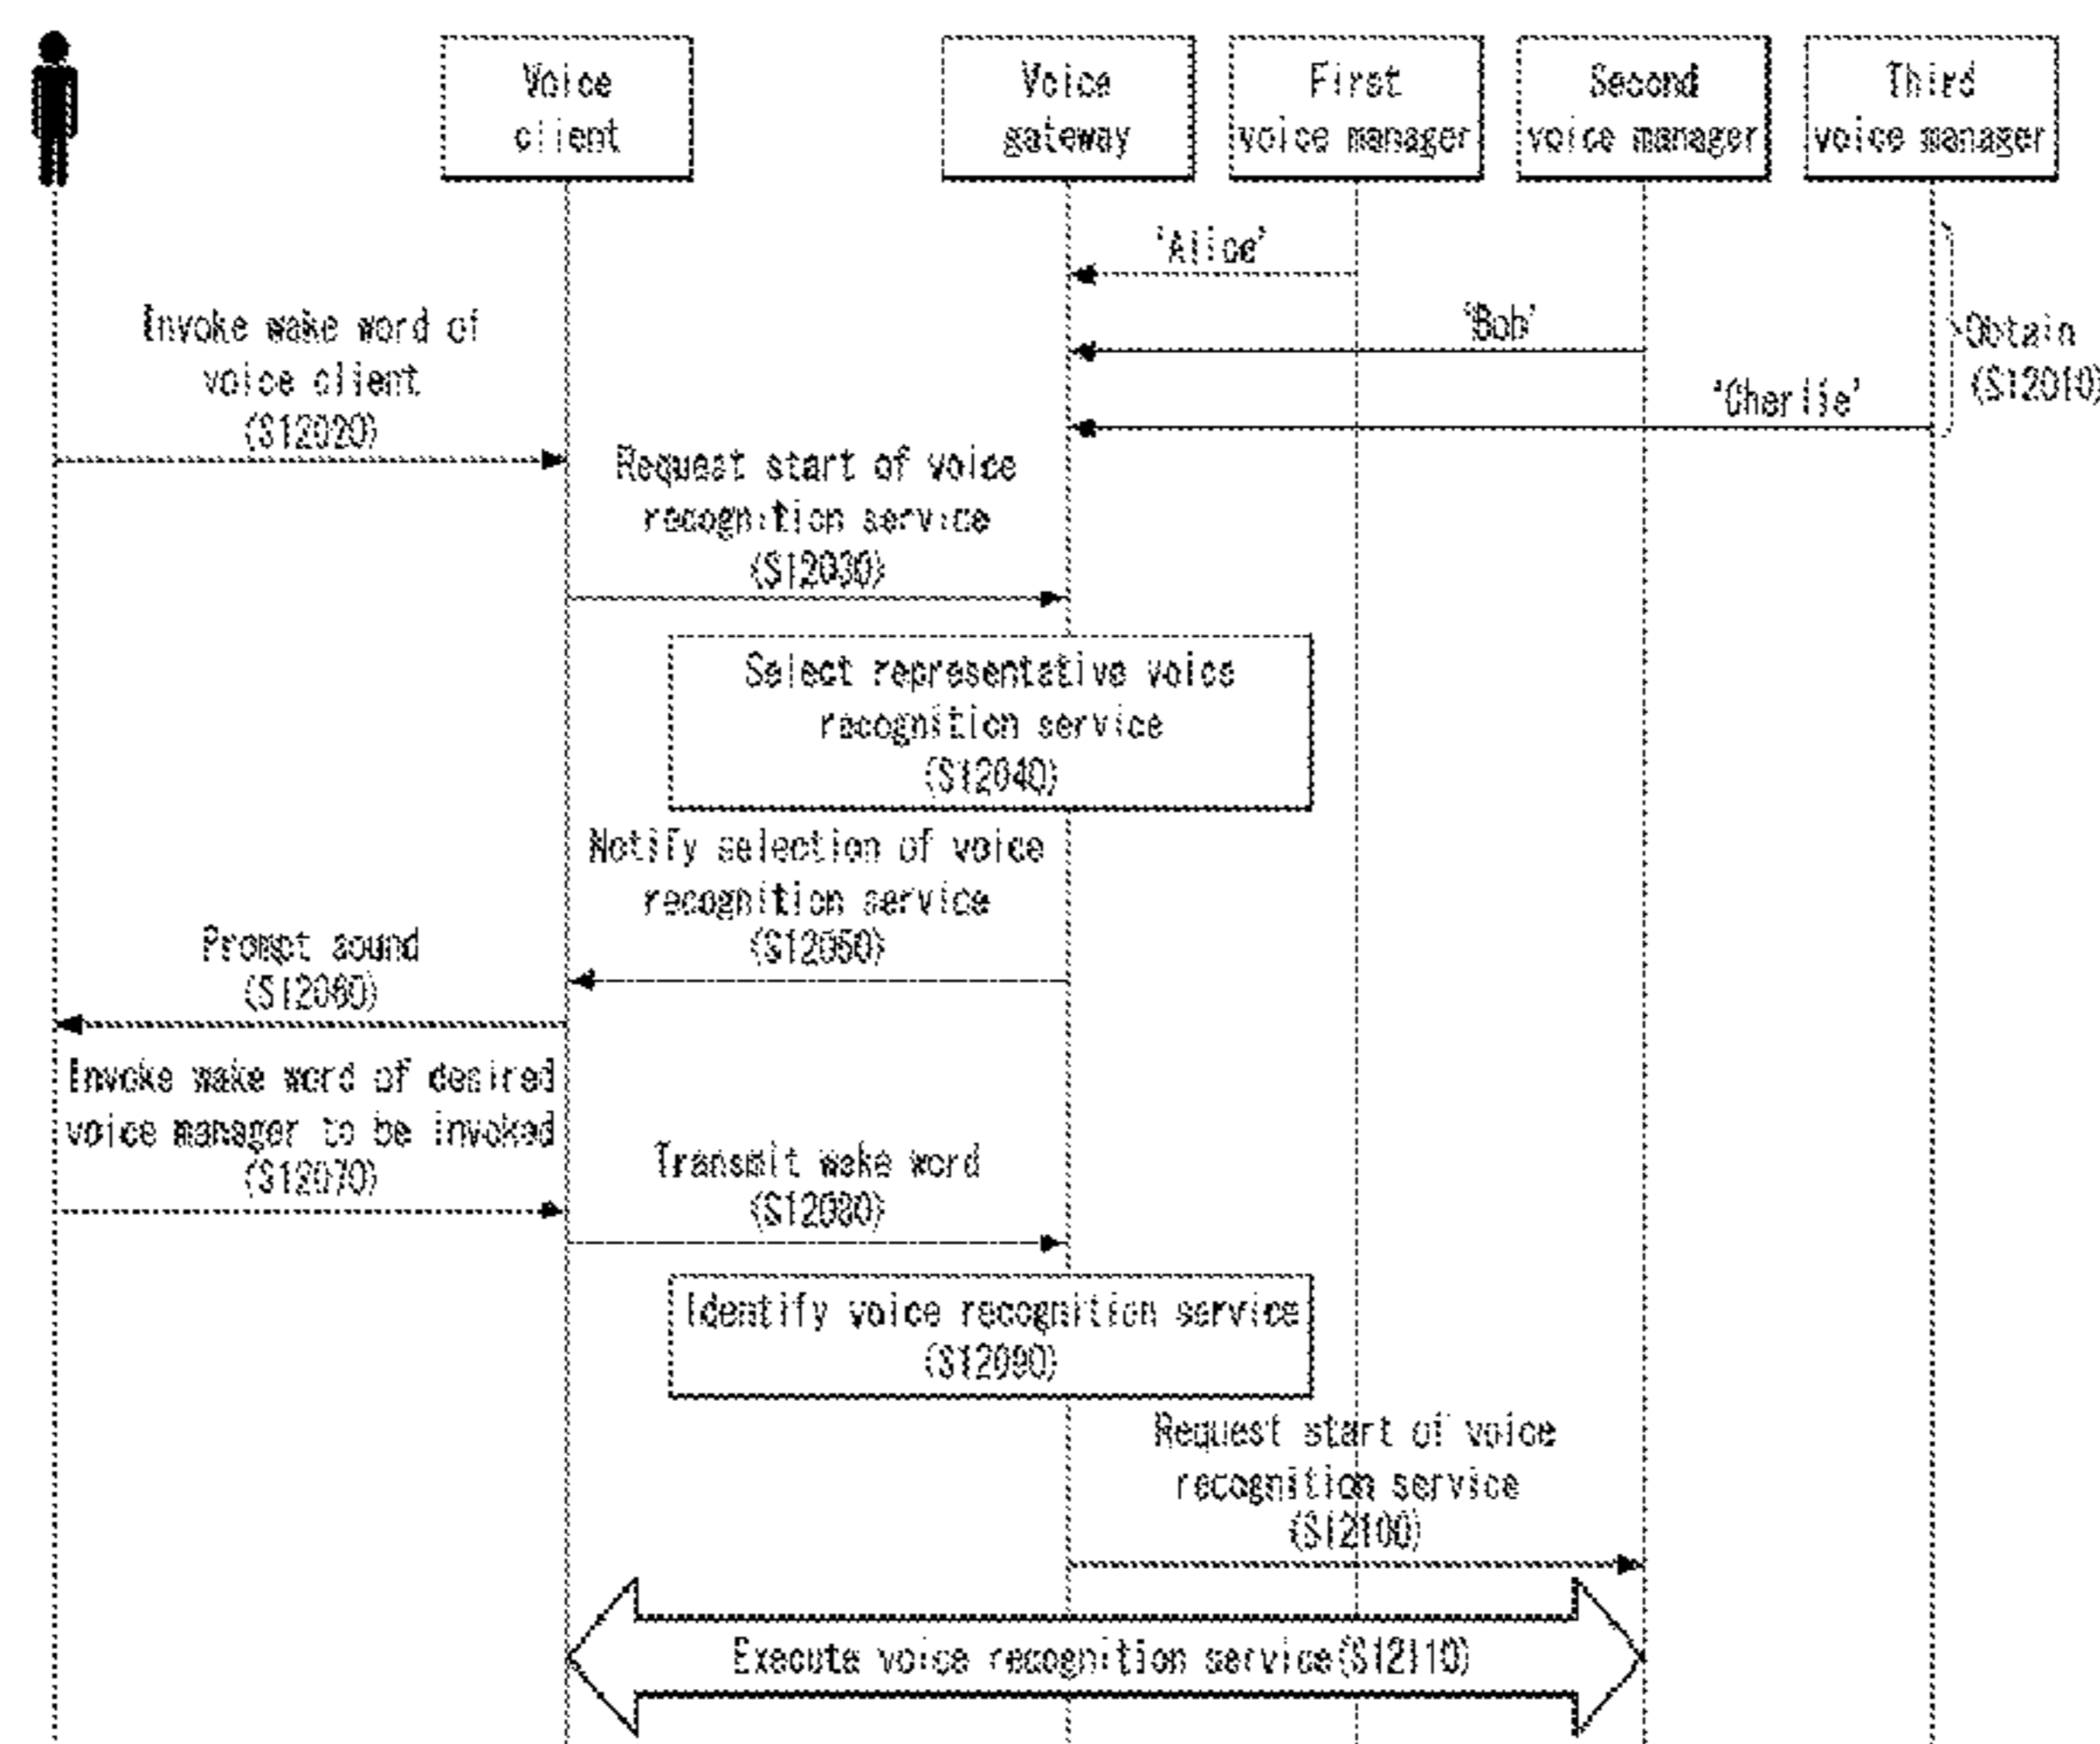 Voice
client
Voice
gateway
First
voice manager
Second
voice manager
Third
voice manager
'Alice'
'Bob'
'Cherlie'
Obtain
(S12010)
Invoke wake word of
voice client
(S12020)
Request start of voice
recognition service
(S12030)
Select representative voice
recognition service
(S12040)
Notify selection of voice
recognition service
(S12050)
Prompt sound
(S12060)
Invoke wake word of desired
voice manager to be invoked
(S12070)
Transmit wake word
(S12080)
Identify voice recognition service
(S12090)
Request start of voice
recognition service
(S12100)
Execute voice recognition service(S12110)